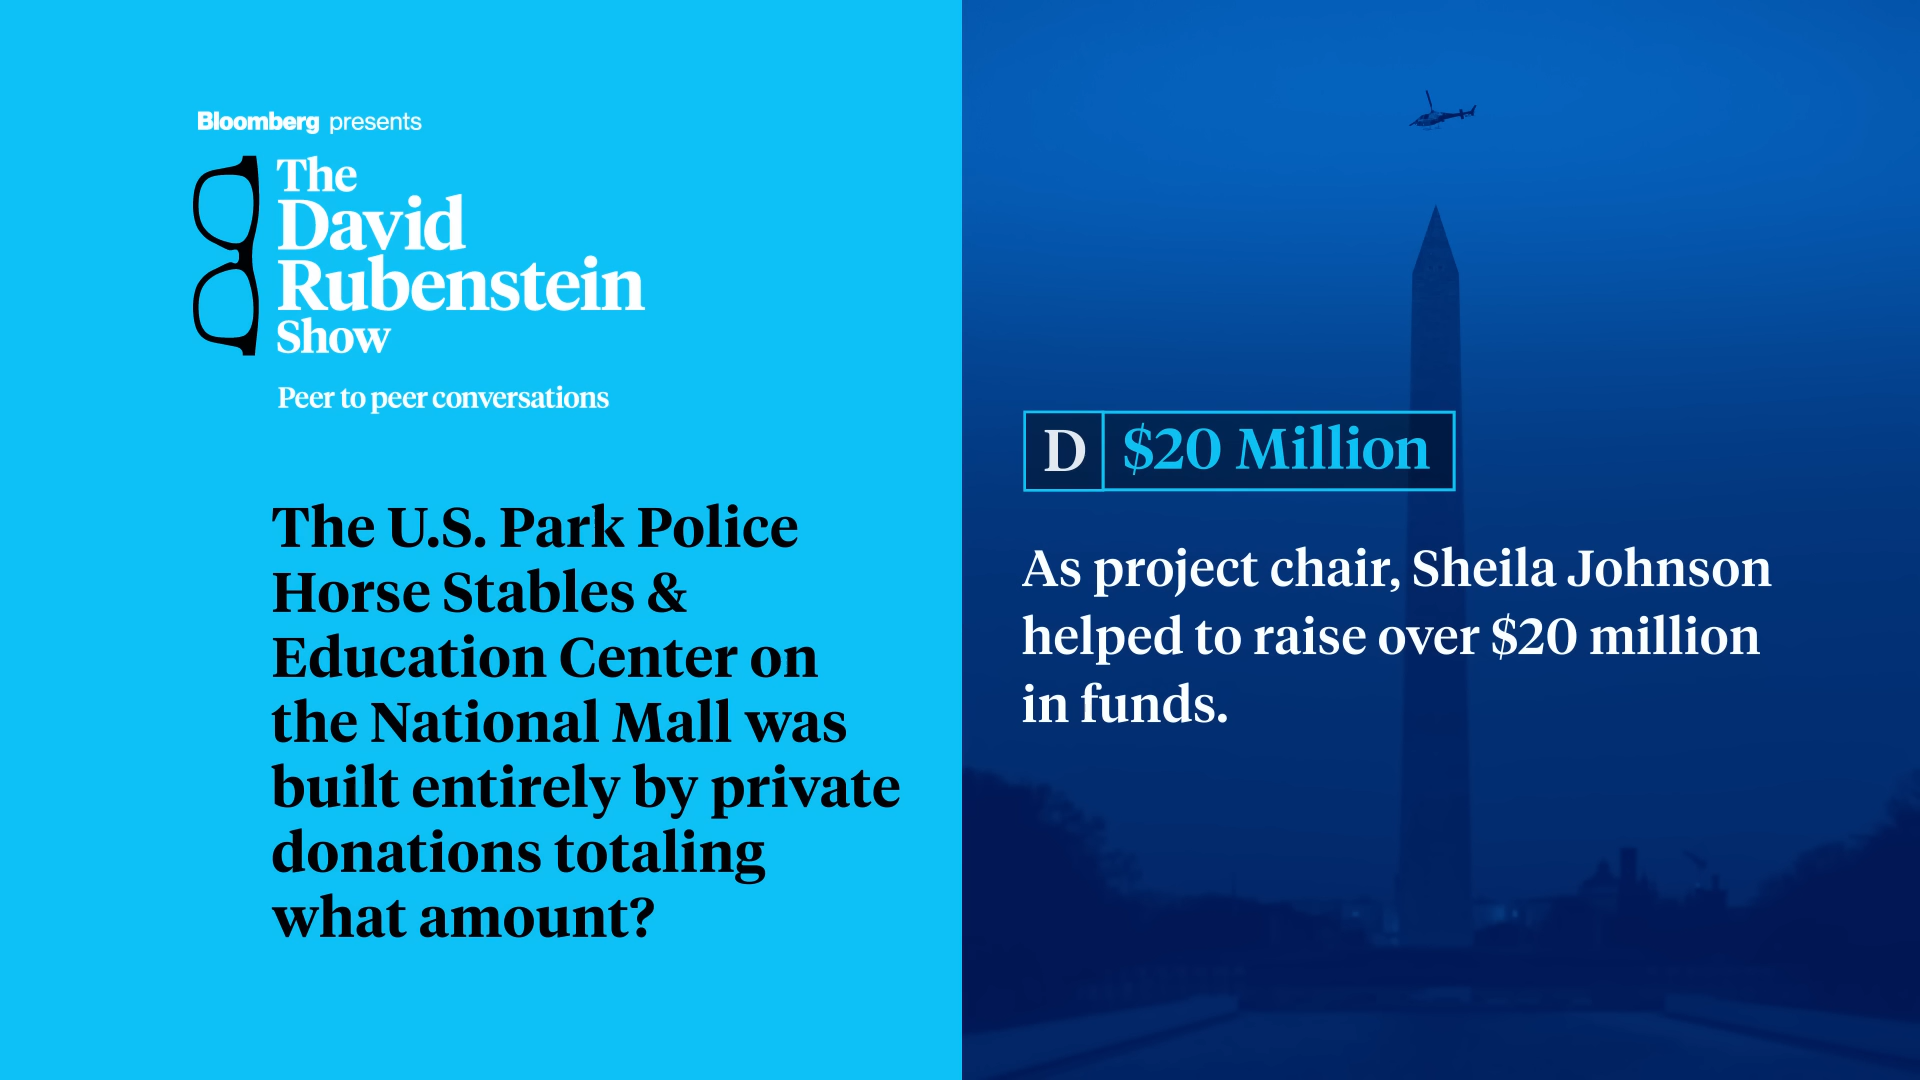 Bloomberg presents
The
David
Rubenstein
Show
Peer to peer conversations
The U.S. Park Police
Horse Stables &
Education Center on
the National Mall was
built entirely by private
donations totaling
what amount?
D $20 Million
As project chair, Sheila Johnson
helped to raise over $20 million
in funds.